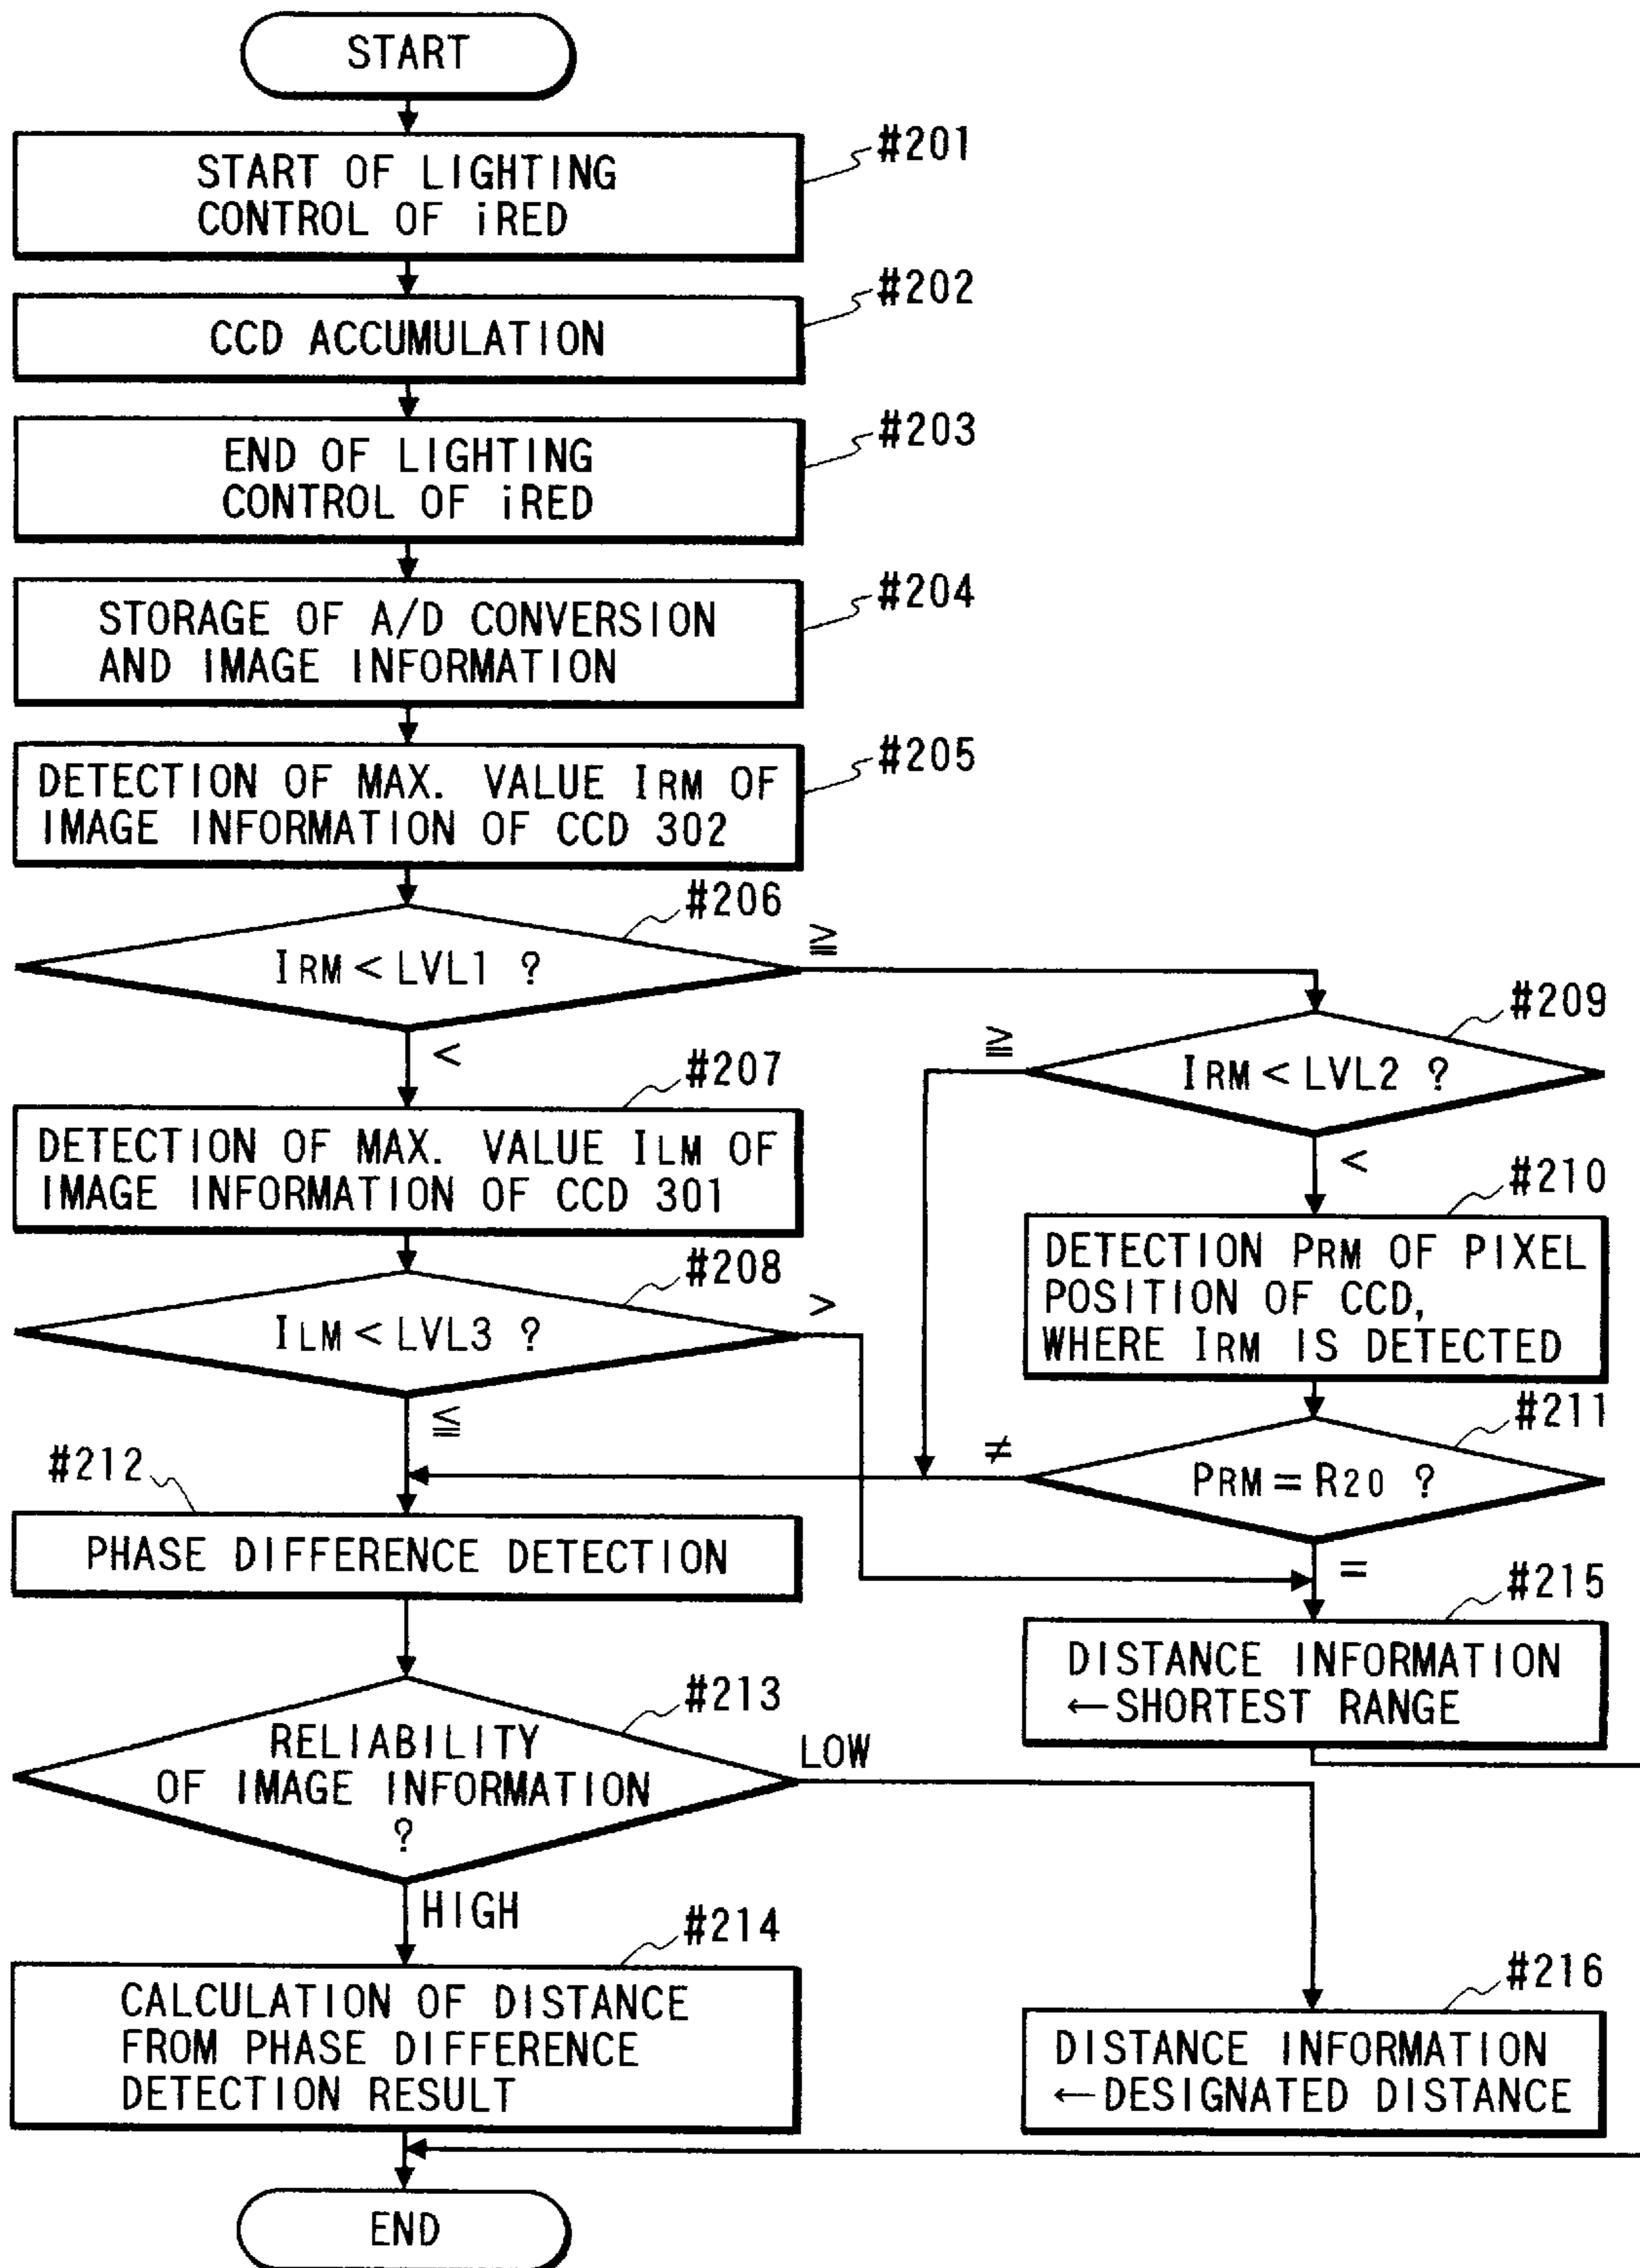 START
#201
START OF LIGHTING
CONTROL OF iRED
#202
CCD ACCUMULATION
#203
END OF LIGHTING
CONTROL OF iRED
#204
STORAGE OF A/D CONVERSION
AND IMAGE INFORMATION
#205
DETECTION OF MAX. VALUE IRM OF
IMAGE INFORMATION OF CCD 302
#206
IRM < LVL1 ?
≧
<
#209
IRM < LVL2 ?
≧
<
#207
DETECTION OF MAX. VALUE ILM OF
IMAGE INFORMATION OF CCD 301
#210
DETECTION PRM OF PIXEL
POSITION OF CCD,
WHERE IRM IS DETECTED
#208
ILM < LVL3 ?
>
≦
#211
PRM = R20 ?
≠
=
#212
PHASE DIFFERENCE DETECTION
#215
DISTANCE INFORMATION
←SHORTEST RANGE
#213
RELIABILITY
OF IMAGE INFORMATION
?
LOW
HIGH
#214
CALCULATION OF DISTANCE
FROM PHASE DIFFERENCE
DETECTION RESULT
#216
DISTANCE INFORMATION
←DESIGNATED DISTANCE
END